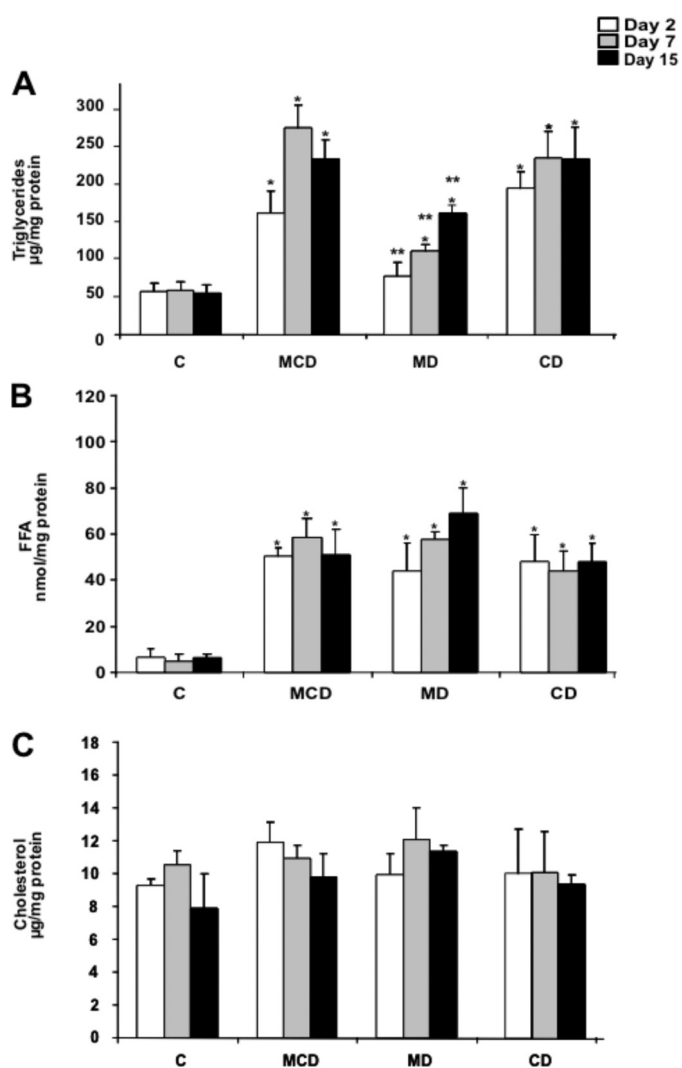 Day 2
Day 7
Day 15
A
Triglycerides
µg/mg protein
300
250
200
150
100
50
0
*
*
*
**
**
*
**
*
*
*
*
C MCD MD CD
B
FFA
nmol/mg protein
120
100
80
60
40
20
0
*
*
*
*
*
*
*
*
*
C MCD MD CD
C
Cholesterol
µg/mg protein
18
16
14
12
10
8
6
4
2
0
C MCD MD CD